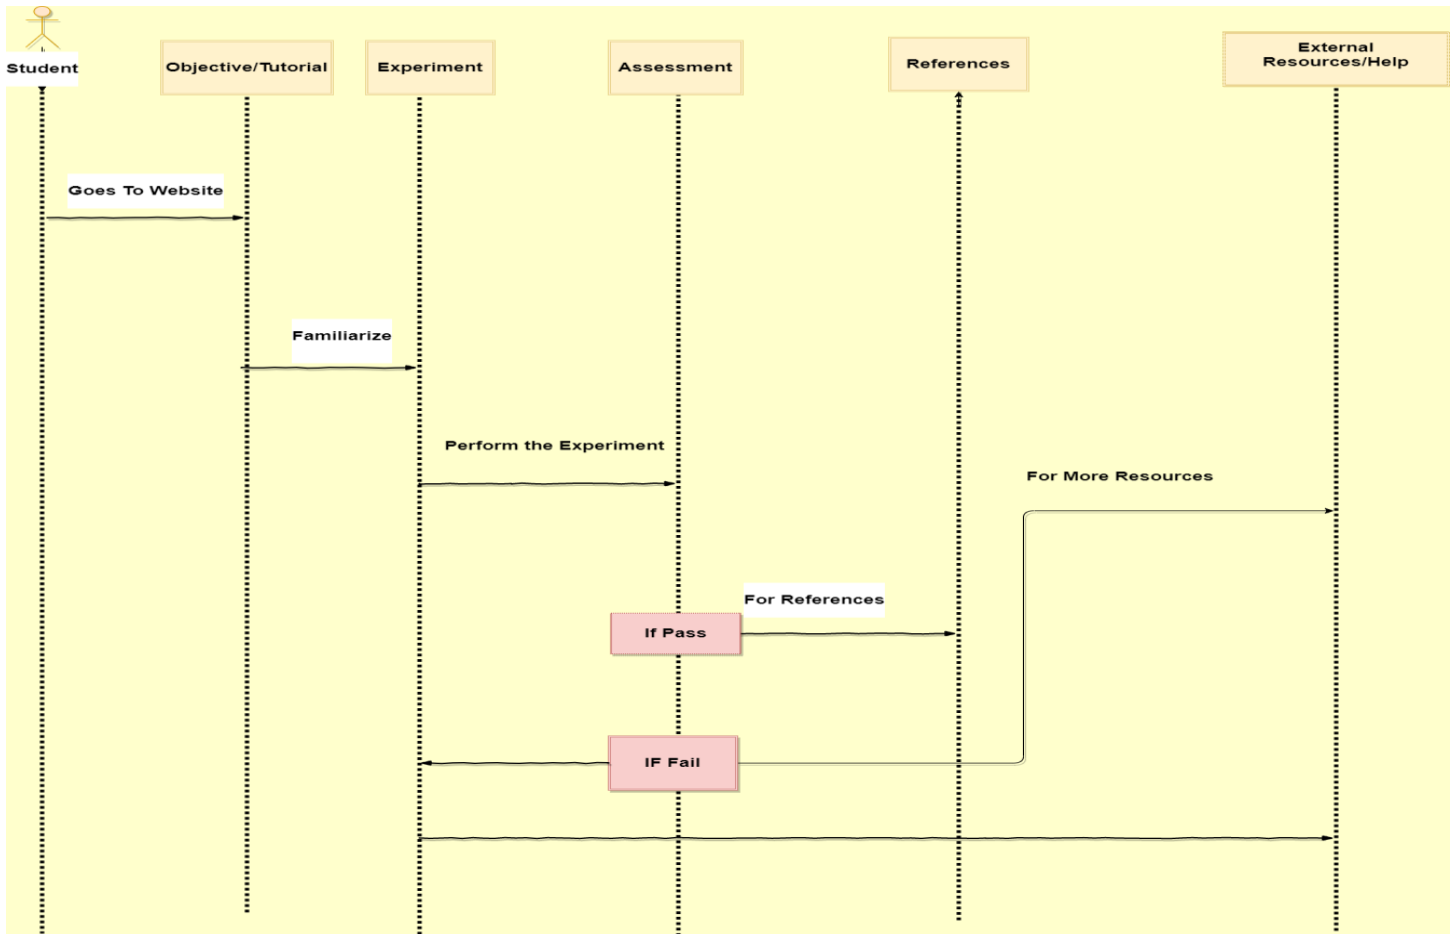 Student
Objective/Tutorial
Experiment
Assessment
References
External
Resources/Help
Goes To Website
Familiarize
Perform the Experiment
For More Resources
For References
If Pass
IF Fail